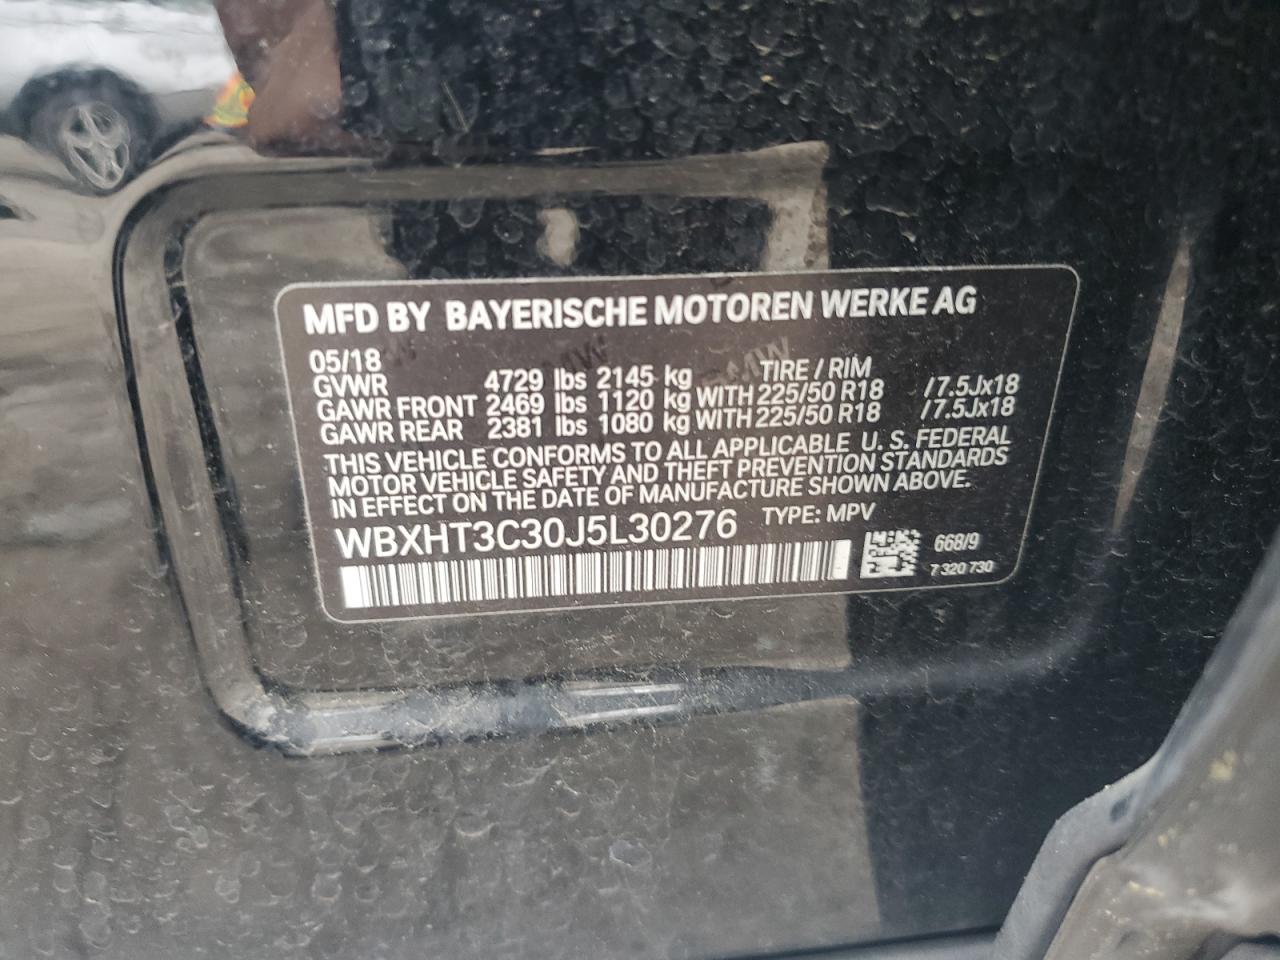 MFD BY BAYERISCHE MOTOREN WERKE AG
05/18 TIRE / RIM
GVWR 4729 lbs 2145 kg
GAWR FRONT 2469 lbs 1120 kg WITH 225/50 R18 /7.5Jx18
GAWR REAR 2381 lbs 1080 kg WITH 225/50 R18 /7.5Jx18
THIS VEHICLE CONFORMS TO ALL APPLICABLE U. S. FEDERAL
MOTOR VEHICLE SAFETY AND THEFT PREVENTION STANDARDS
IN EFFECT ON THE DATE OF MANUFACTURE SHOWN ABOVE.
WBXHT3C30J5L30276 TYPE: MPV
668/9
7 320 730